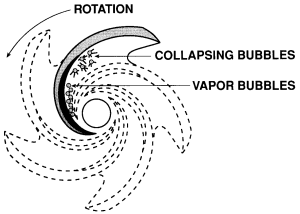 ROTATION
COLLAPSING BUBBLES
VAPOR BUBBLES